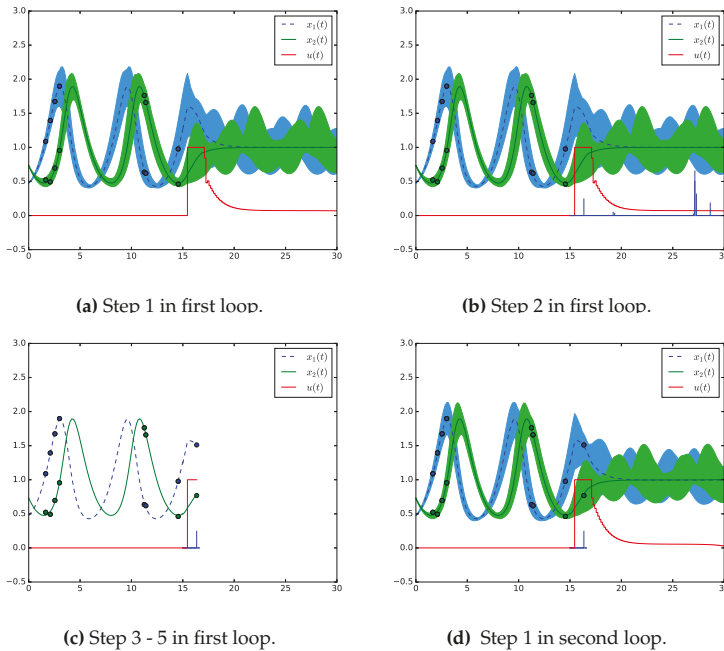 3.0
2.5
2.0
1.5
1.0
0.5
0.0
−0.5
0 5 10 15 20 25 30
x₁(t)
x₂(t)
u(t)
(a) Step 1 in first loop.
3.0
2.5
2.0
1.5
1.0
0.5
0.0
−0.5
0 5 10 15 20 25 30
x₁(t)
x₂(t)
u(t)
(b) Step 2 in first loop.
3.0
2.5
2.0
1.5
1.0
0.5
0.0
−0.5
0 5 10 15 20 25 30
x₁(t)
x₂(t)
u(t)
(c) Step 3 - 5 in first loop.
3.0
2.5
2.0
1.5
1.0
0.5
0.0
−0.5
0 5 10 15 20 25 30
x₁(t)
x₂(t)
u(t)
(d) Step 1 in second loop.